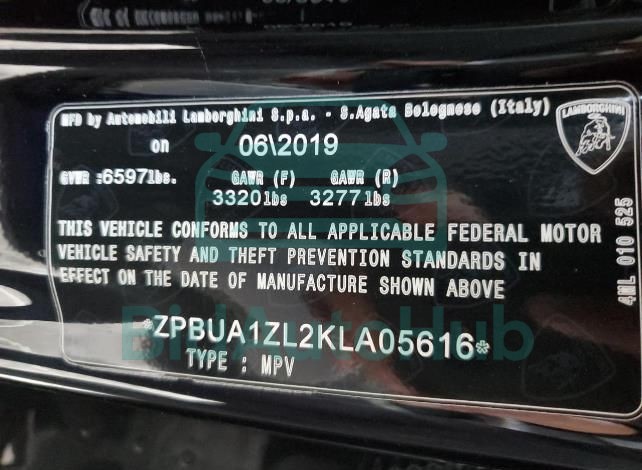 MFD by Automobili Lamborghini S.p.a. - S.Agata Bolognese (Italy)
LAMBORGHINI
on 06\2019
GVWR :6597lbs. GAWR (F) GAWR (R)
3320lbs 3277lbs
THIS VEHICLE CONFORMS TO ALL APPLICABLE FEDERAL MOTOR
VEHICLE SAFETY AND THEFT PREVENTION STANDARDS IN
EFFECT ON THE DATE OF MANUFACTURE SHOWN ABOVE
4ML 010 525
*ZPBUA1ZL2KLA05616*
TYPE : MPV
BidAutoHub